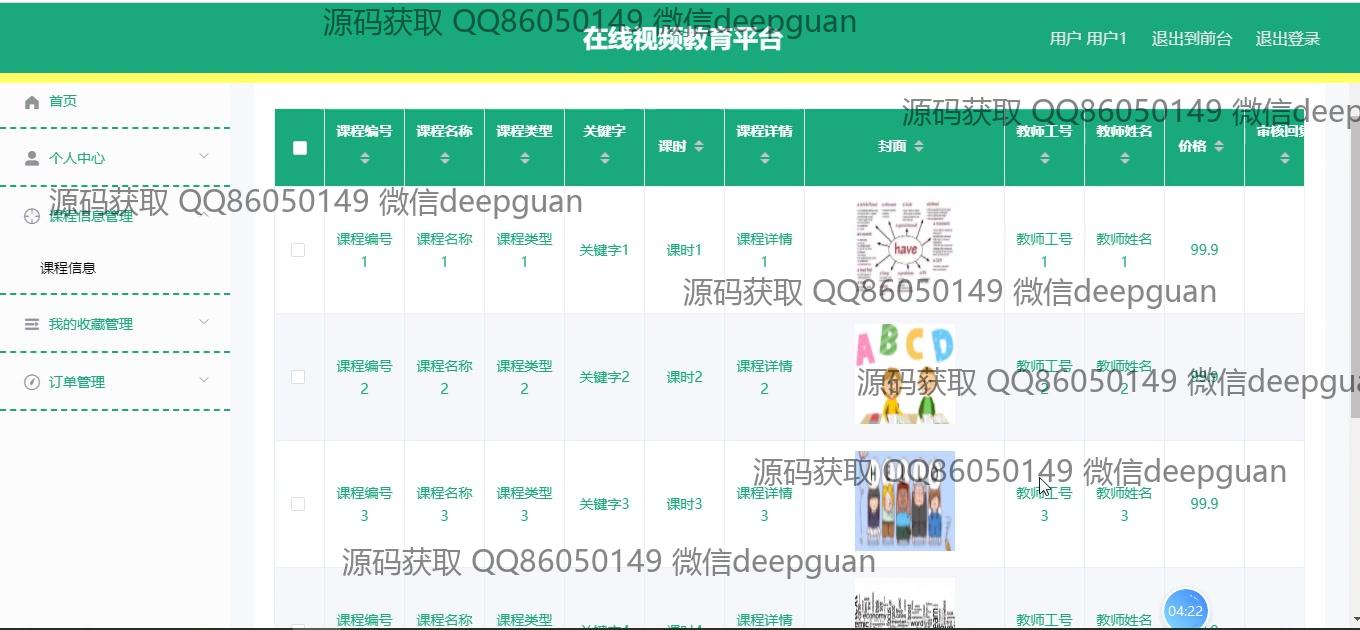 源码获取 QQ86050149 微信deepguan
在线视频教育平台
用户 用户1 退出到前台 退出登录
源码获取 QQ86050149 微信deep
首页
个人中心
源码获取 QQ86050149 微信deepguan
课程信息管理
课程信息
我的收藏管理
订单管理
课程编号 课程名称 课程类型 关键字 课时 课程详情 封面 教师工号 教师姓名 价格 审核回复
课程编号1 课程名称1 课程类型1 关键字1 课时1 课程详情1 have 教师工号1 教师姓名1 99.9
源码获取 QQ86050149 微信deepguan
课程编号2 课程名称2 课程类型2 关键字2 课时2 课程详情2 ABCD 教师工号2 教师姓名2 99.9
源码获取 QQ86050149 微信deepgua
源码获取 QQ86050149 微信deepguan
课程编号3 课程名称3 课程类型3 关键字3 课时3 课程详情3 教师工号3 教师姓名3 99.9
源码获取 QQ86050149 微信deepguan
课程编号 课程名称 课程类型 关键字4 课时4 课程详情 教师工号 教师姓名
04:22